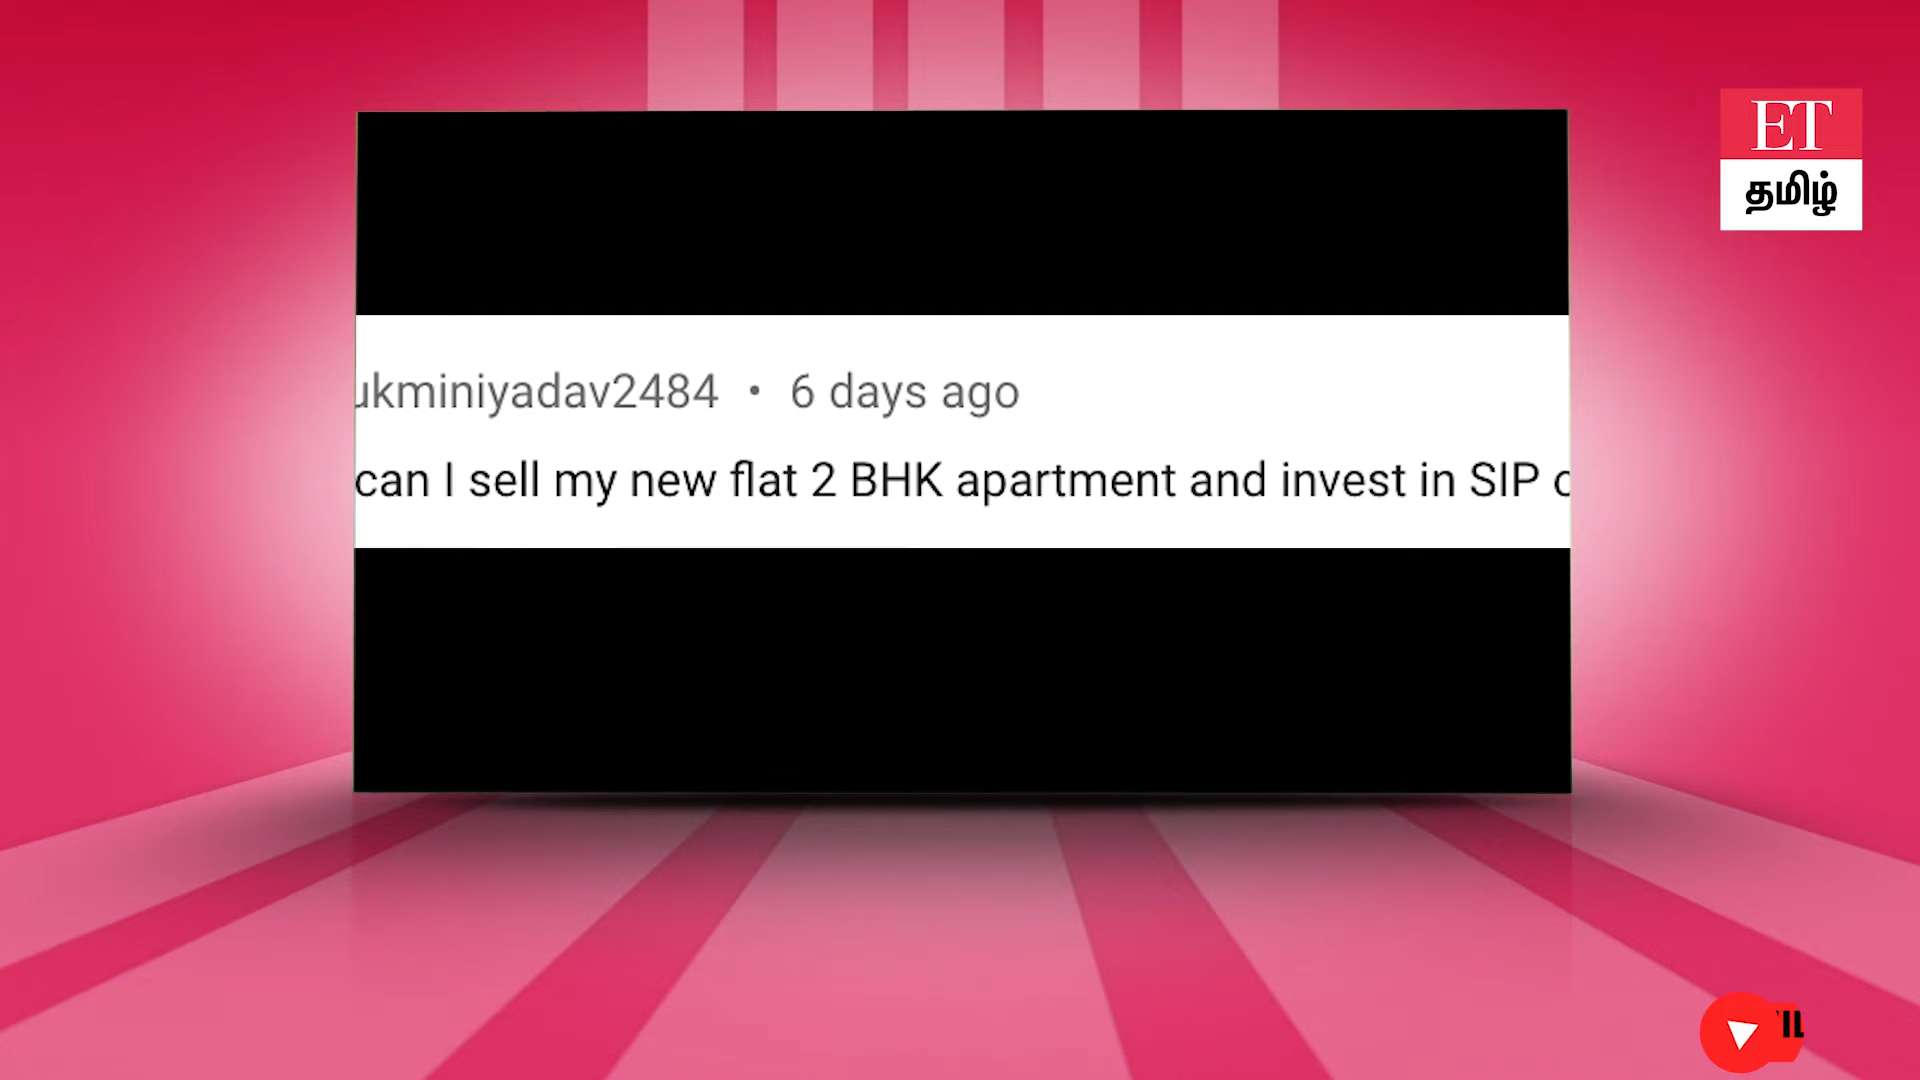 ET
தமிழ்
ukminiyadav2484 • 6 days ago
can I sell my new flat 2 BHK apartment and invest in SIP